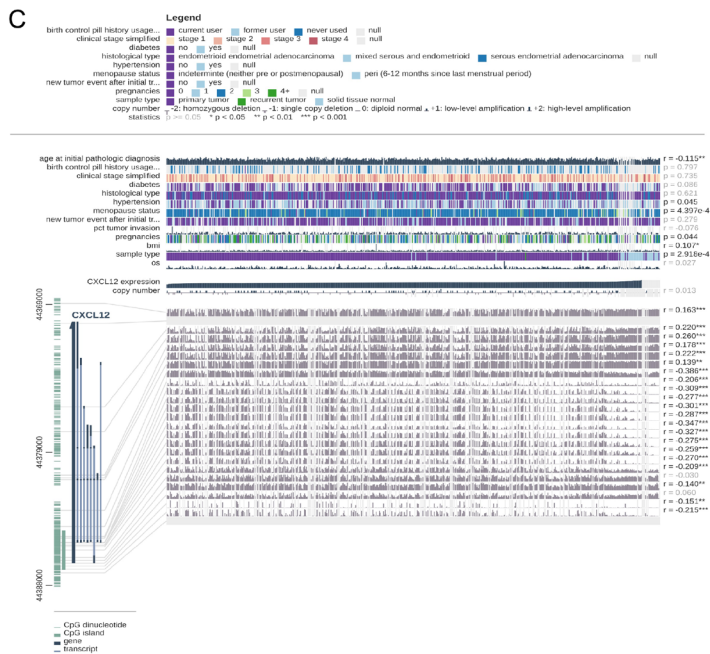 C
Legend
birth control pill history usage... current user former user never used null
clinical stage simplified stage 1 stage 2 stage 3 stage 4 null
diabetes no yes null
histological type endometrioid endometrial adenocarcinoma mixed serous and endometrioid serous endometrial adenocarcinoma null
hypertension no yes null
menopause status indeterminte (neither pre or postmenopausal) peri (6-12 months since last menstrual period)
new tumor event after initial tr... no yes null
pregnancies 0 1 2 3 4+ null
sample type primary tumor recurrent tumor solid tissue normal
copy number -2: homozygous deletion -1: single copy deletion 0: diploid normal +1: low-level amplification +2: high-level amplification
statistics p >= 0.05 * p < 0.05 ** p < 0.01 *** p < 0.001
age at initial pathologic diagnosis r = -0.115**
birth control pill history usage... p = 0.797
clinical stage simplified p = 0.735
diabetes p = 0.086
histological type p = 0.621
hypertension p = 0.045
menopause status p = 4.397e-4
new tumor event after initial tr... p = 0.279
pct tumor invasion r = -0.076
pregnancies p = 0.044
bmi r = 0.107*
sample type p = 2.918e-4
os r = 0.027
CXCL12 expression
copy number r = 0.013
44369000
CXCL12
r = 0.163***
r = 0.220***
r = 0.260***
r = 0.178***
r = 0.222***
r = 0.139**
r = -0.386***
r = -0.206***
r = -0.309***
r = -0.277***
r = -0.301***
r = -0.287***
r = -0.347***
r = -0.327***
r = -0.275***
r = -0.259***
r = -0.270***
r = -0.209***
r = -0.140**
r = 0.060
r = -0.151**
r = -0.215***
44388000
CpG dinucleotide
CpG island
gene
transcript